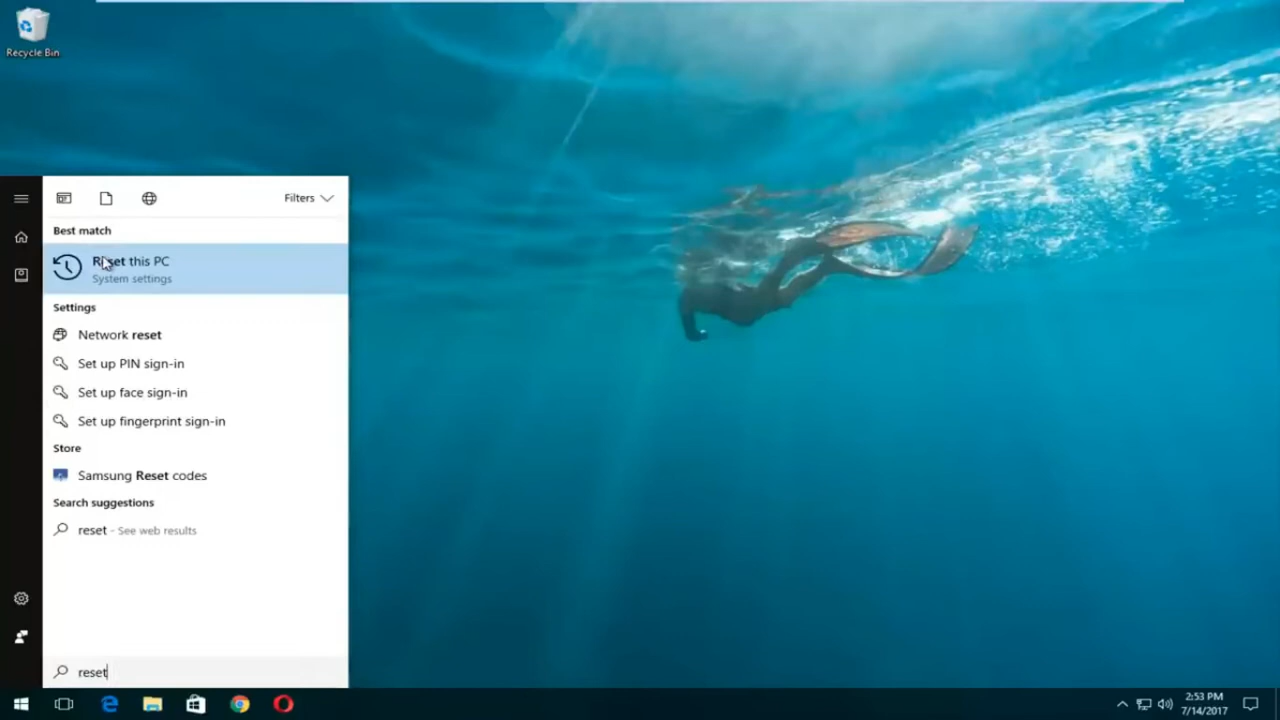 Recycle Bin
Filters
Best match
Reset this PC
System settings
Settings
Network reset
Set up PIN sign-in
Set up face sign-in
Set up fingerprint sign-in
Store
Samsung Reset codes
Search suggestions
reset - See web results
reset
2:53 PM
7/14/2017